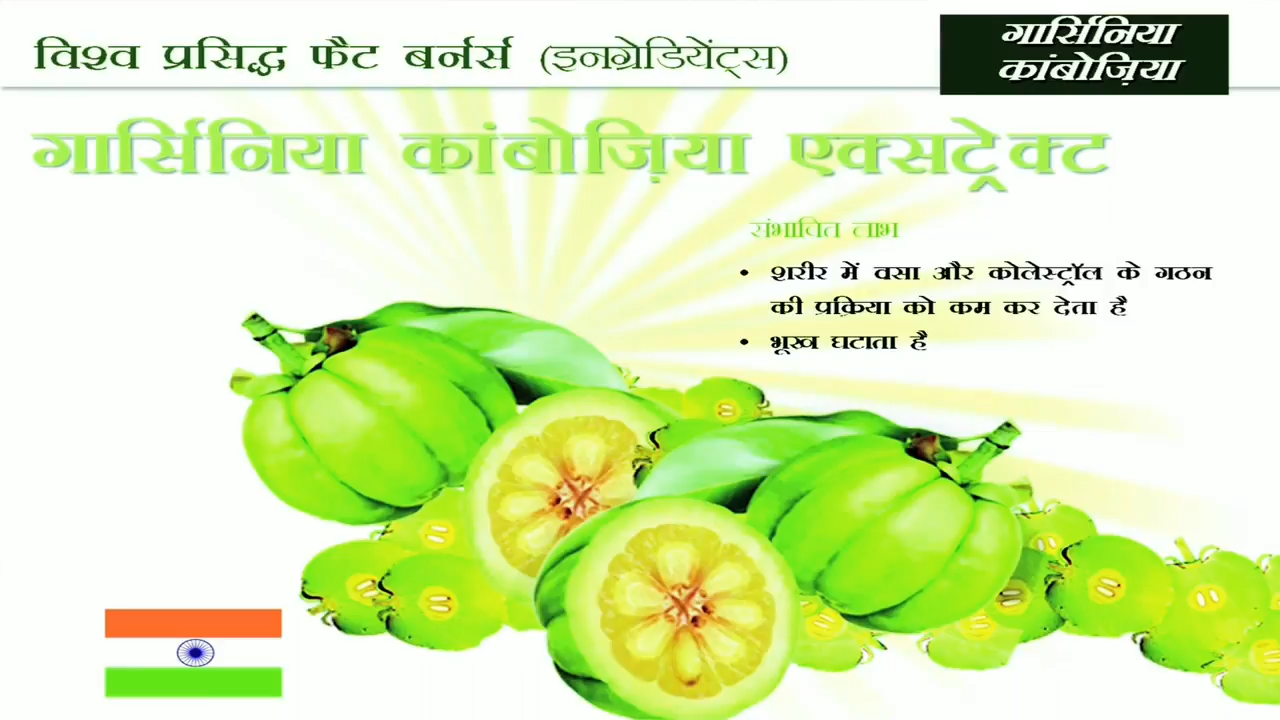 विश्व प्रसिद्ध फैट बर्नर्स (इनग्रेडियेंट्स)
गार्सिनिया
कांबोज़िया
गार्सिनिया कांबोज़िया एक्सट्रेक्ट
संभावित लाभ
• शरीर में वसा और कोलेस्ट्रॉल के गठन
की प्रक्रिया को कम कर देता है
• भूख घटाता है